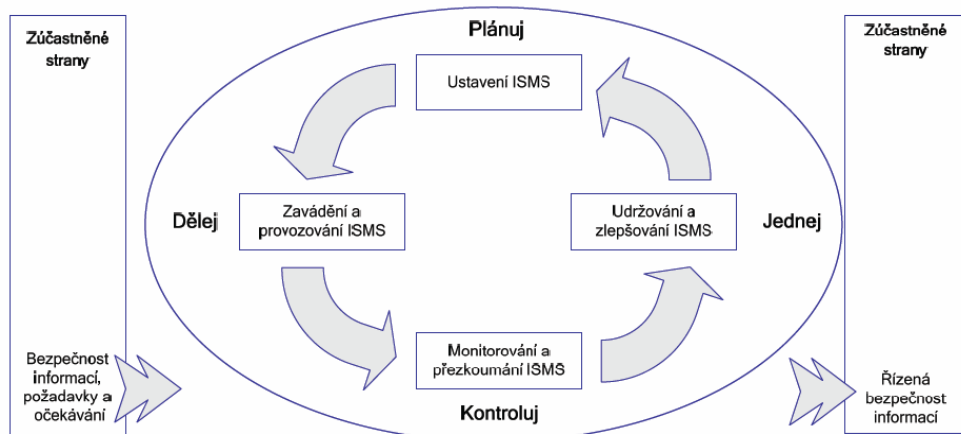 Zúčastněné
strany
Bezpečnost
informací,
požadavky a
očekávání
Plánuj
Ustavení ISMS
Dělej
Zavádění a
provozování ISMS
Udržování a
zlepšování ISMS
Jednej
Monitorování a
přezkoumání ISMS
Kontroluj
Zúčastněné
strany
Řízená
bezpečnost
informací